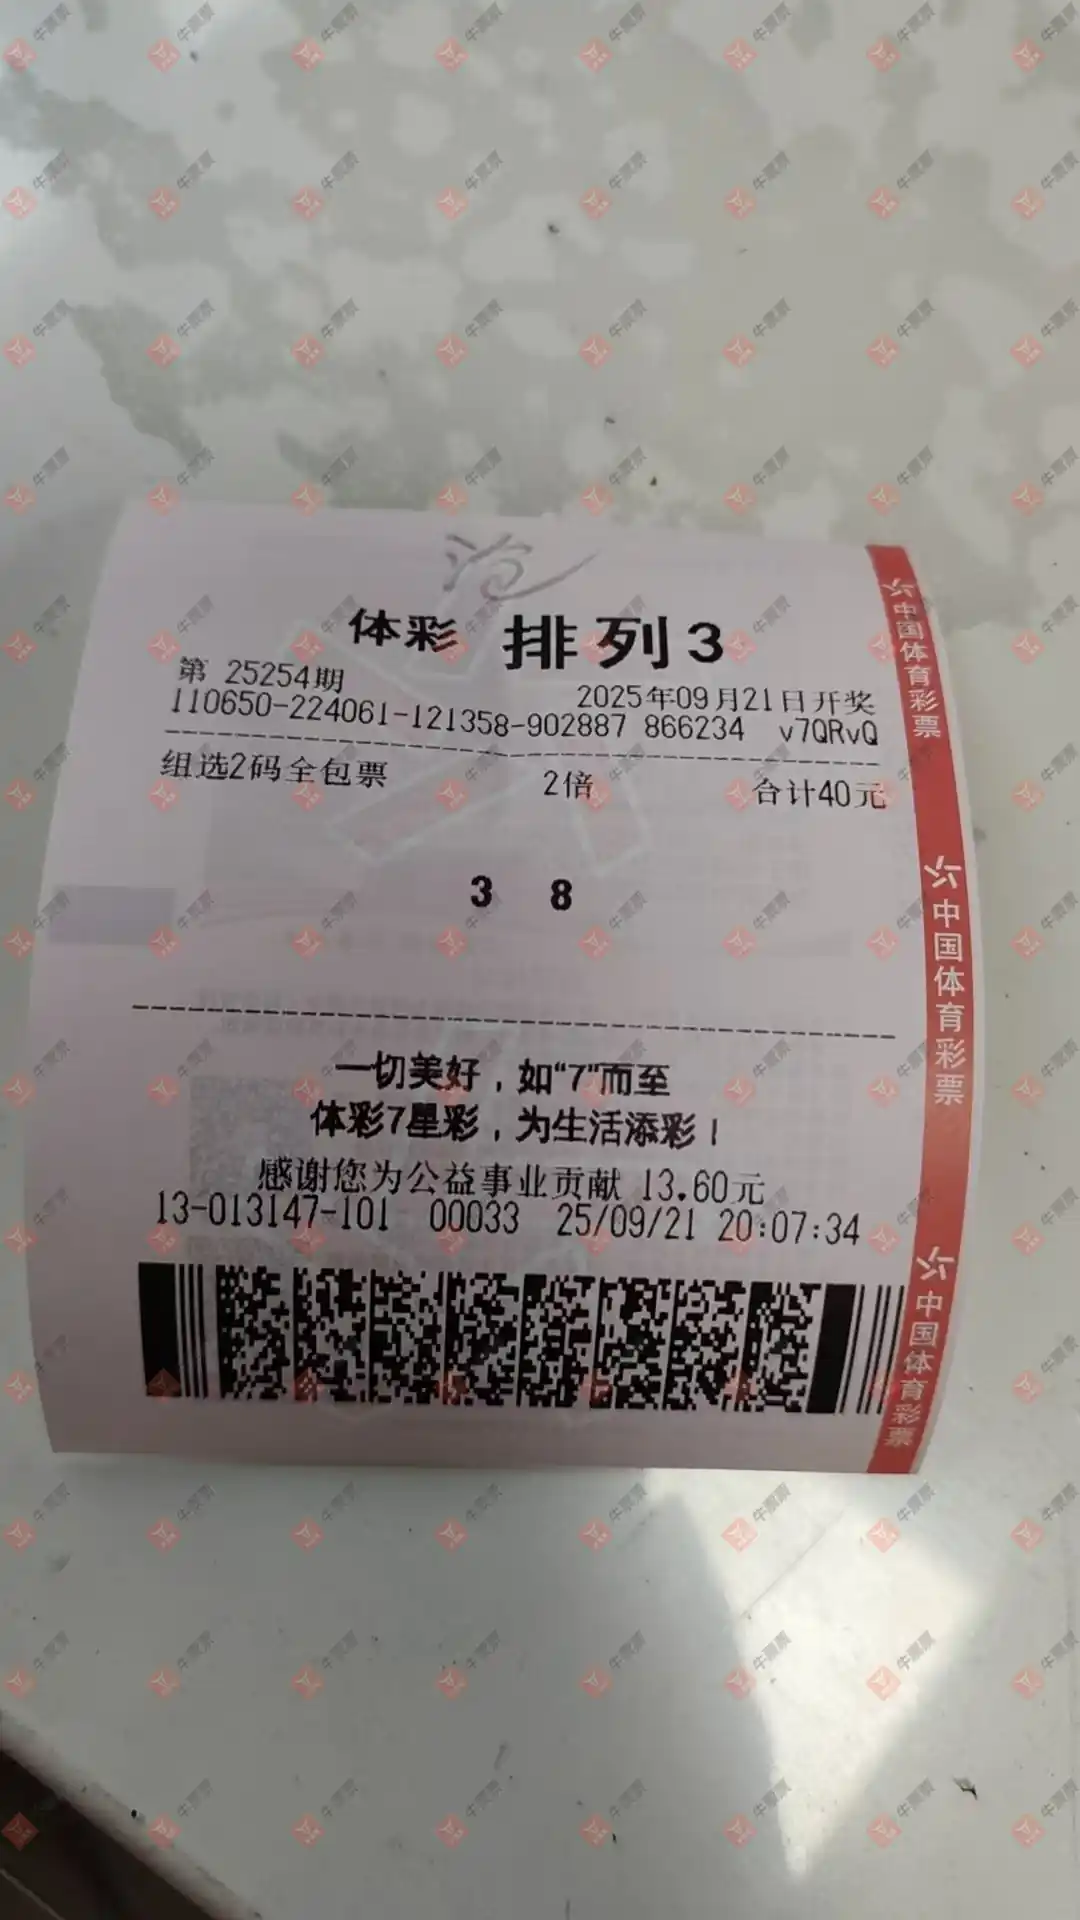 体彩 排列3
第 25254期 2025年09月21日开奖
110650-224061-121358-902887 866234 v7QRvQ
组选2码全包票 2倍 合计40元
3 8
一切美好，如“7”而至
体彩7星彩，为生活添彩！
感谢您为公益事业贡献 13.60元
13-013147-101 00033 25/09/21 20:07:34
中国体育彩票
中国体育彩票
中国体育彩票
牛票票